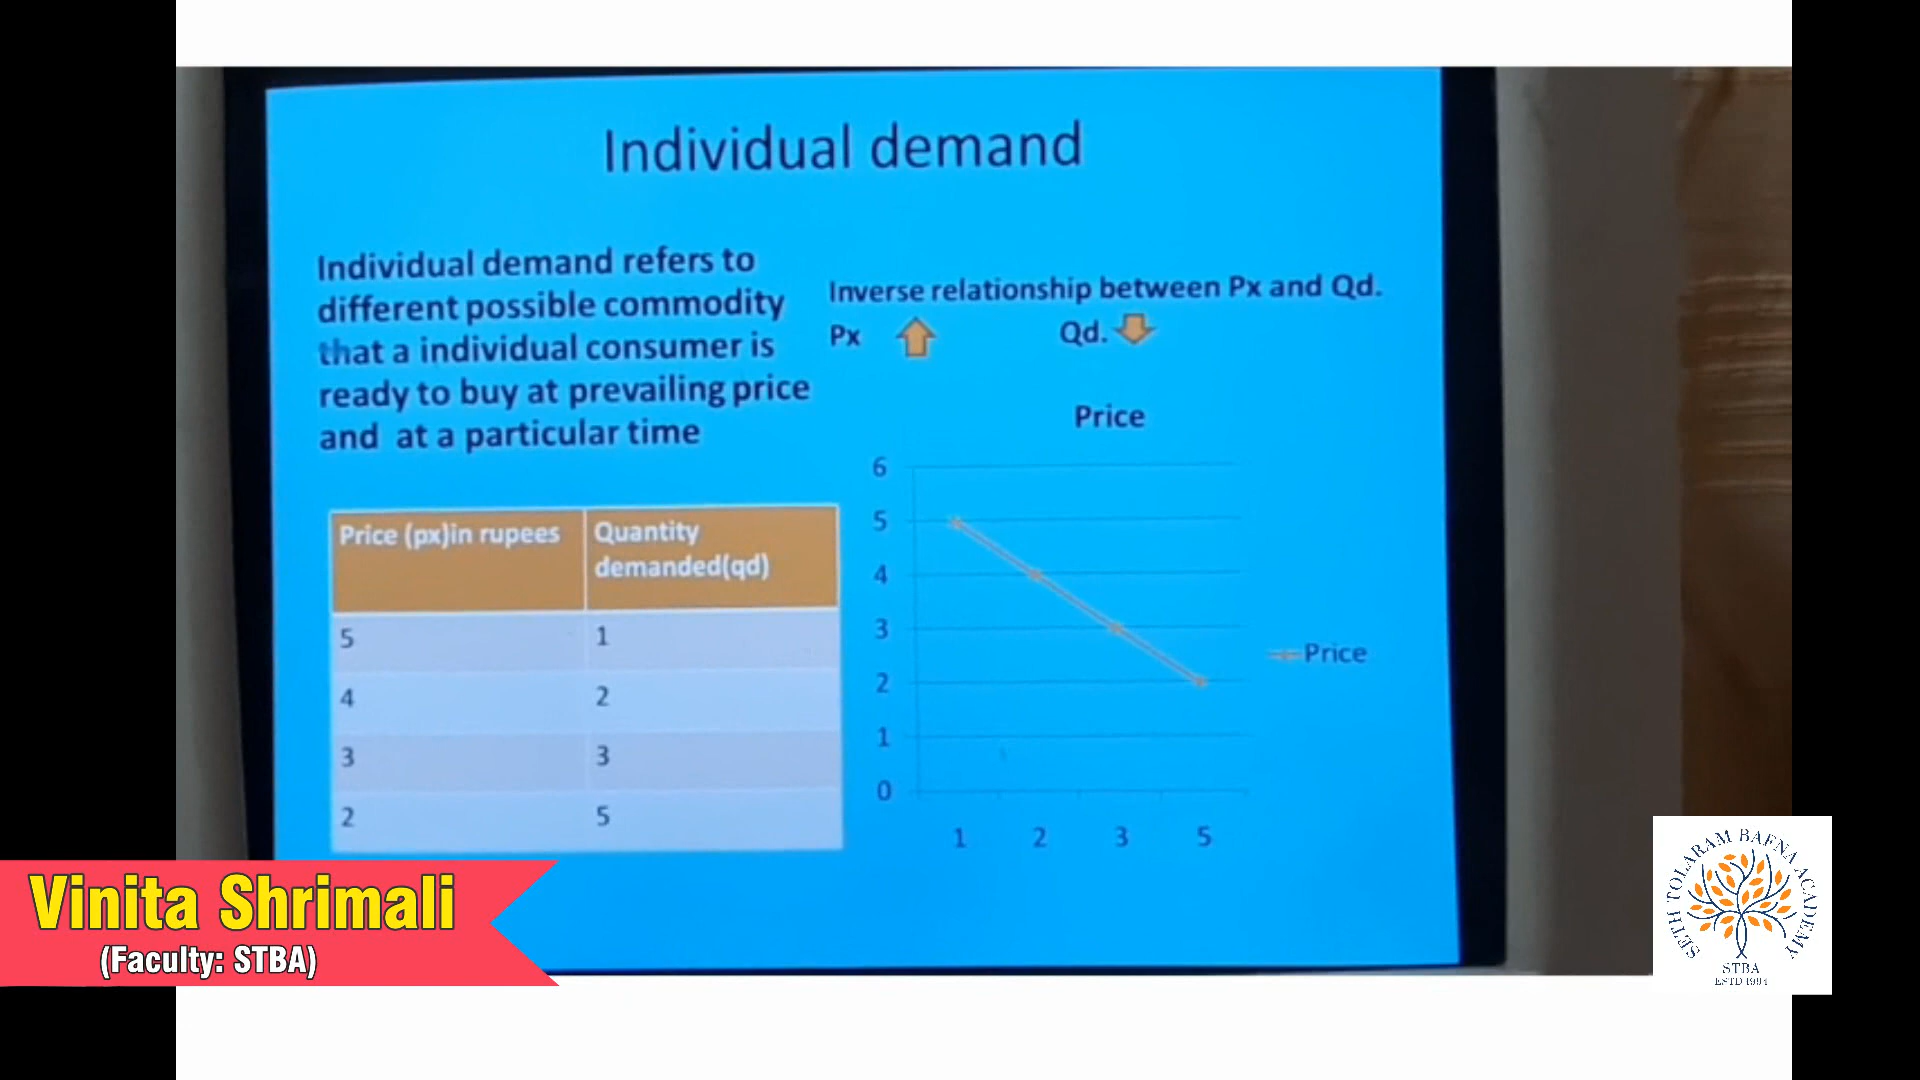 Individual demand
Individual demand refers to
different possible commodity
that a individual consumer is
ready to buy at prevailing price
and at a particular time
Inverse relationship between Px and Qd.
Px
Qd.
Price (px)in rupees
Quantity
demanded(qd)
5
1
4
2
3
3
2
5
Price
6
5
4
3
2
1
0
1 2 3 5
Price
Vinita Shrimali
(Faculty: STBA)
SETH TOLARAM BAFNA ACADEMY
STBA
ESTD 1994